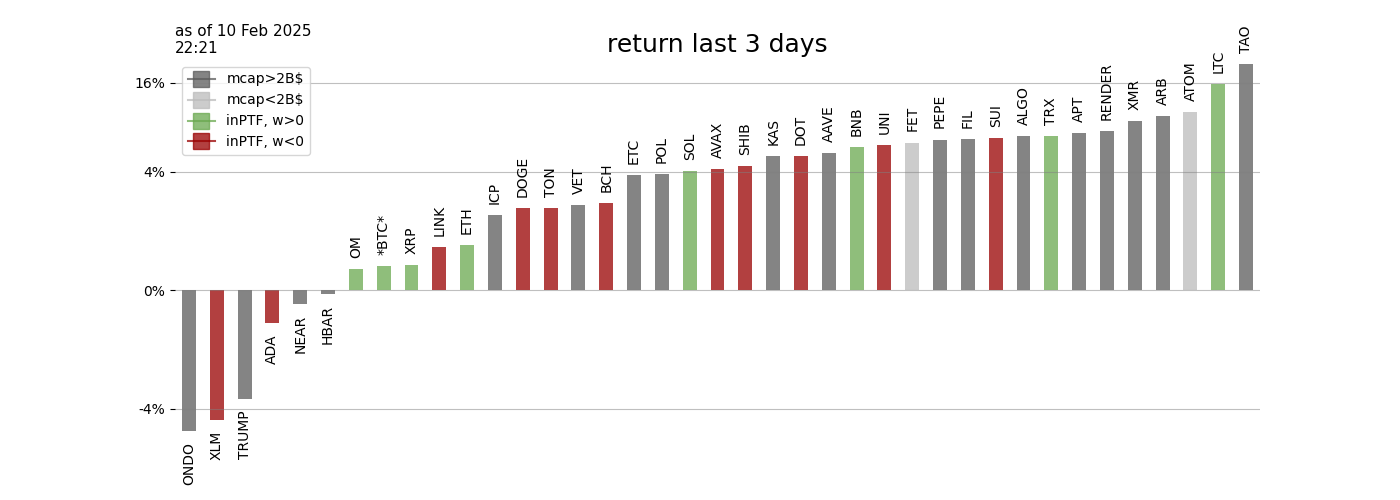 as of 10 Feb 2025
22:21
return last 3 days
mcap>2B$
mcap<2B$
inPTF, w>0
inPTF, w<0
16%
4%
0%
-4%
ONDO
XLM
TRUMP
ADA
NEAR
HBAR
OM
*BTC*
XRP
LINK
ETH
ICP
DOGE
TON
VET
BCH
ETC
POL
SOL
AVAX
SHIB
KAS
DOT
AAVE
BNB
UNI
FET
PEPE
FIL
SUI
ALGO
TRX
APT
RENDER
XMR
ARB
ATOM
LTC
TAO